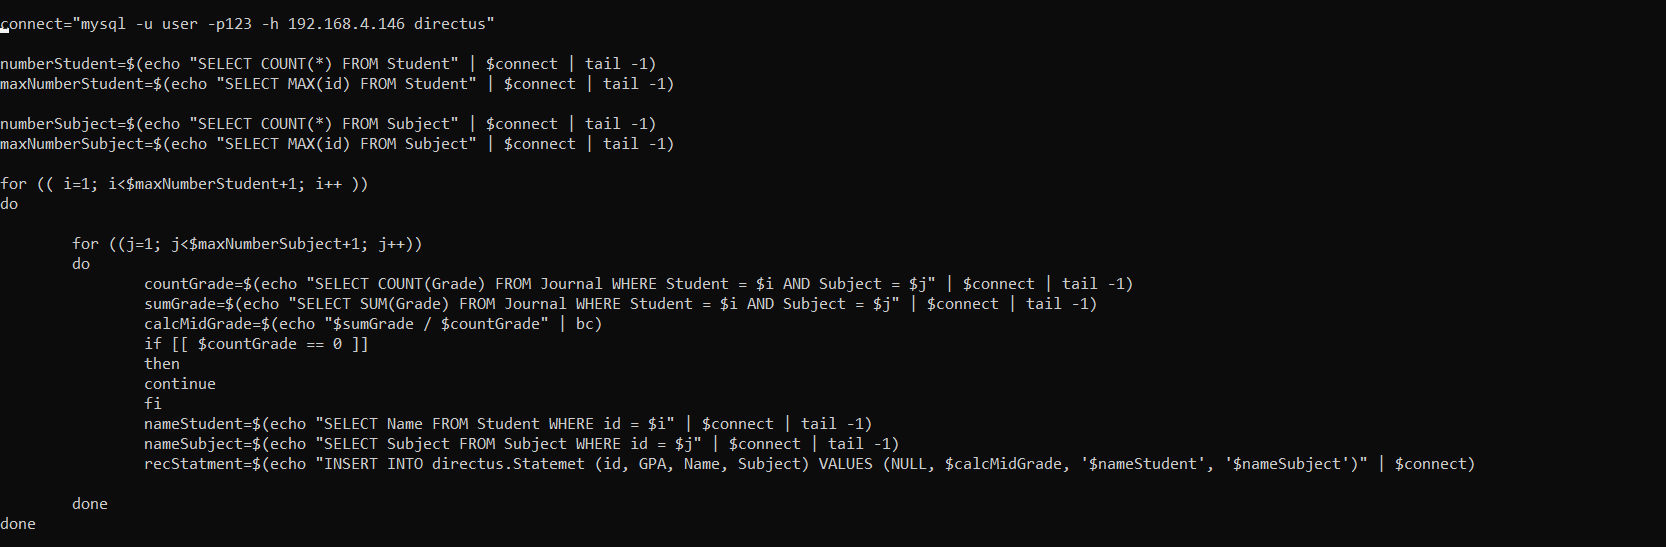 connect="mysql -u user -p123 -h 192.168.4.146 directus"
numberStudent=$(echo "SELECT COUNT(*) FROM Student" | $connect | tail -1)
maxNumberStudent=$(echo "SELECT MAX(id) FROM Student" | $connect | tail -1)
numberSubject=$(echo "SELECT COUNT(*) FROM Subject" | $connect | tail -1)
maxNumberSubject=$(echo "SELECT MAX(id) FROM Subject" | $connect | tail -1)
for (( i=1; i<$maxNumberStudent+1; i++ ))
do
for ((j=1; j<$maxNumberSubject+1; j++))
do
countGrade=$(echo "SELECT COUNT(Grade) FROM Journal WHERE Student = $i AND Subject = $j" | $connect | tail -1)
sumGrade=$(echo "SELECT SUM(Grade) FROM Journal WHERE Student = $i AND Subject = $j" | $connect | tail -1)
calcMidGrade=$(echo "$sumGrade / $countGrade" | bc)
if [[ $countGrade == 0 ]]
then
continue
fi
nameStudent=$(echo "SELECT Name FROM Student WHERE id = $i" | $connect | tail -1)
nameSubject=$(echo "SELECT Subject FROM Subject WHERE id = $j" | $connect | tail -1)
recStatment=$(echo "INSERT INTO directus.Statemet (id, GPA, Name, Subject) VALUES (NULL, $calcMidGrade, '$nameStudent', '$nameSubject')" | $connect)
done
done